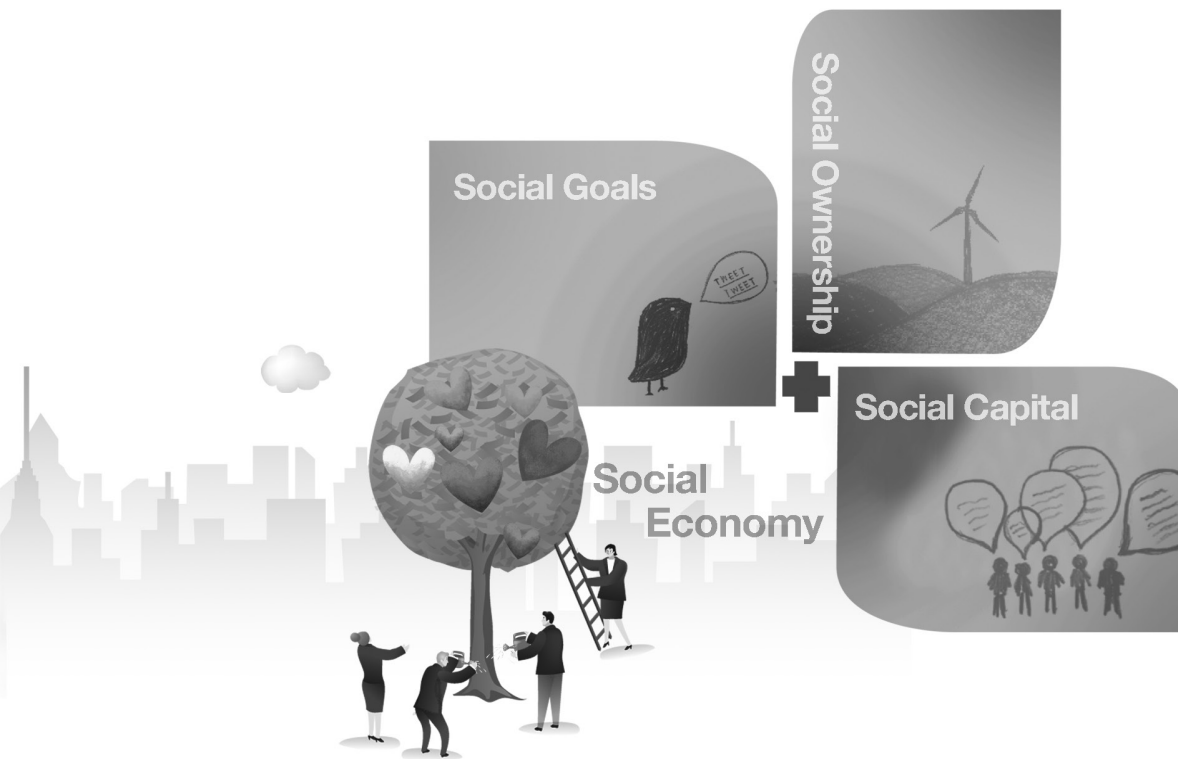 Social Ownership
Social Goals
TWEET
TWEET
Social Capital
Social
Economy